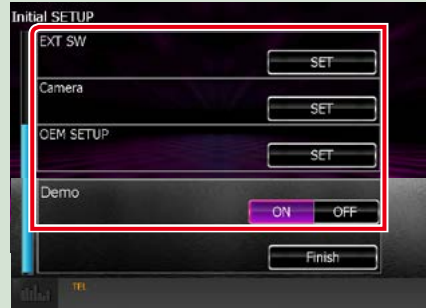 Initial SETUP
EXT SW
SET
Camera
SET
OEM SETUP
SET
Demo
ON OFF
Finish
TEL